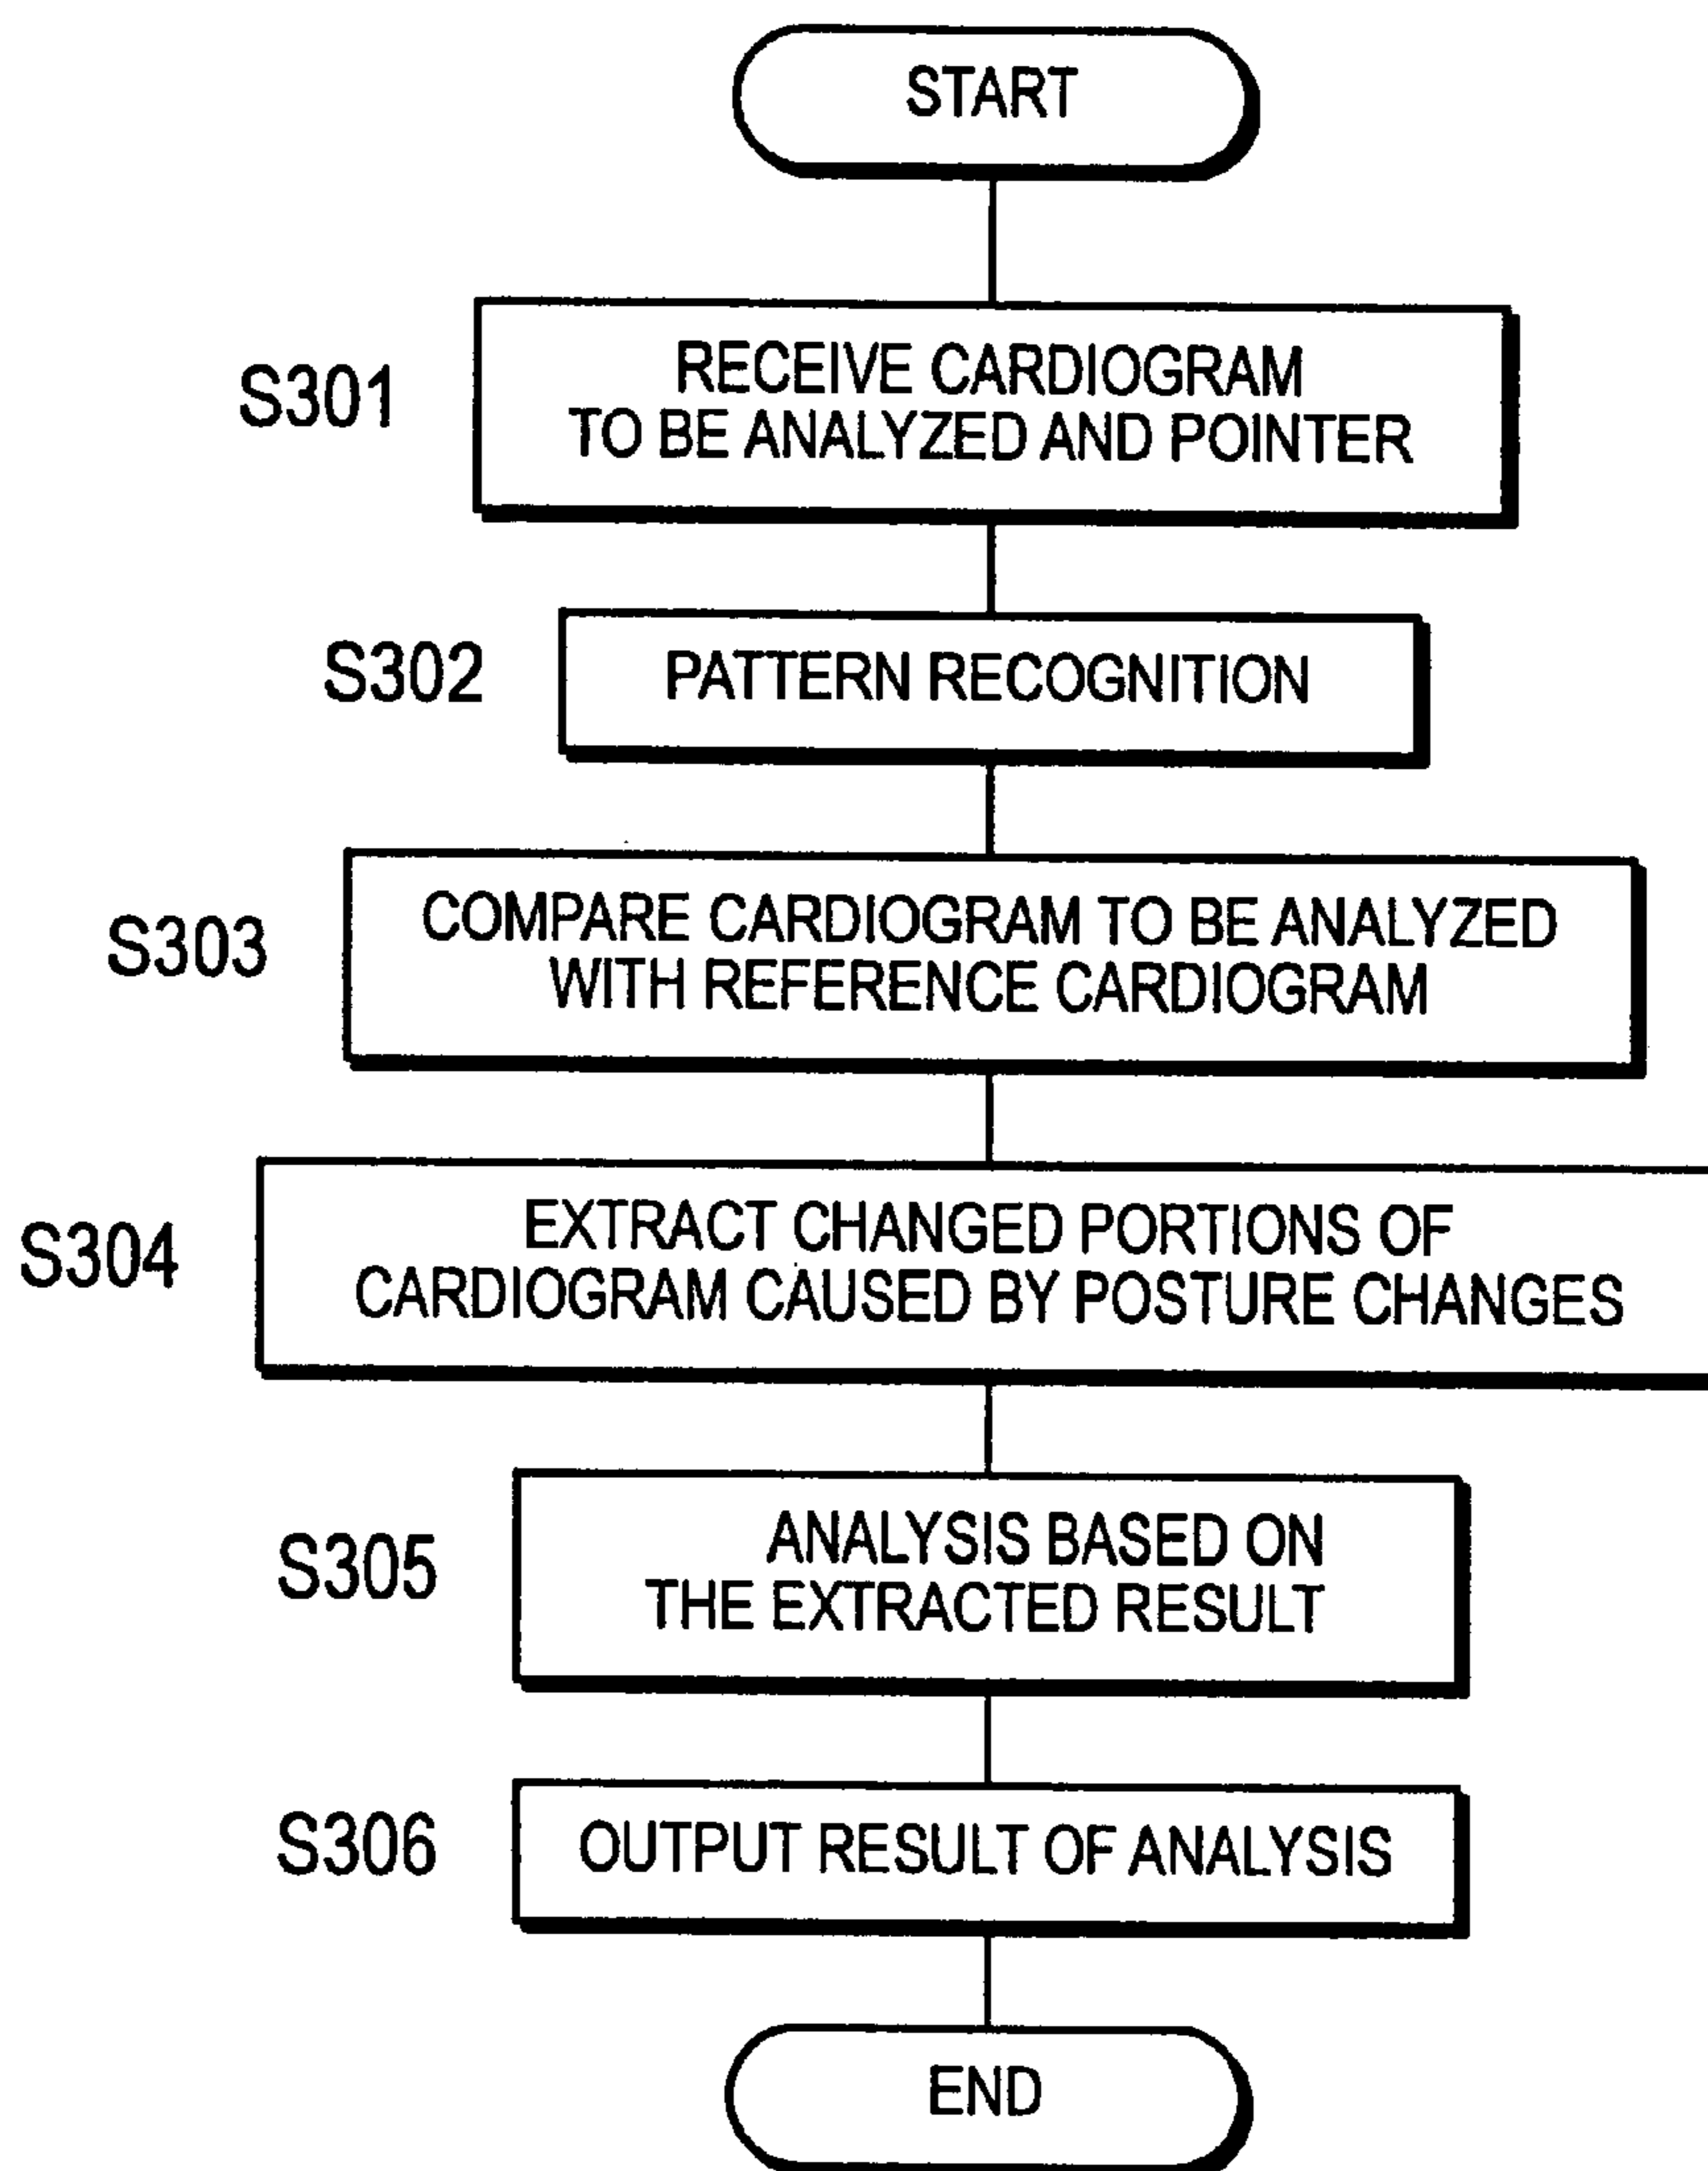 START
S301
RECEIVE CARDIOGRAM
TO BE ANALYZED AND POINTER
S302
PATTERN RECOGNITION
S303
COMPARE CARDIOGRAM TO BE ANALYZED
WITH REFERENCE CARDIOGRAM
S304
EXTRACT CHANGED PORTIONS OF
CARDIOGRAM CAUSED BY POSTURE CHANGES
S305
ANALYSIS BASED ON
THE EXTRACTED RESULT
S306
OUTPUT RESULT OF ANALYSIS
END